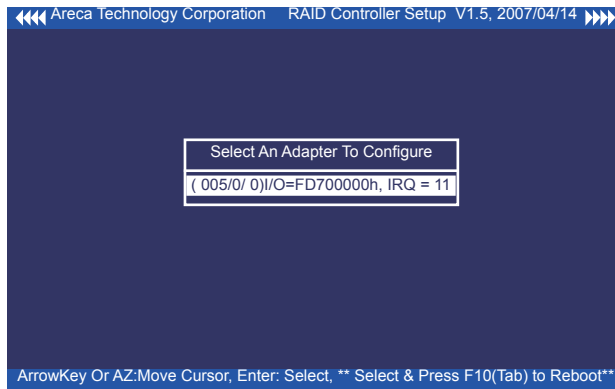 Areca Technology Corporation RAID Controller Setup V1.5, 2007/04/14
Select An Adapter To Configure
( 005/0/ 0)I/O=FD700000h, IRQ = 11
ArrowKey Or AZ:Move Cursor, Enter: Select, ** Select & Press F10(Tab) to Reboot**